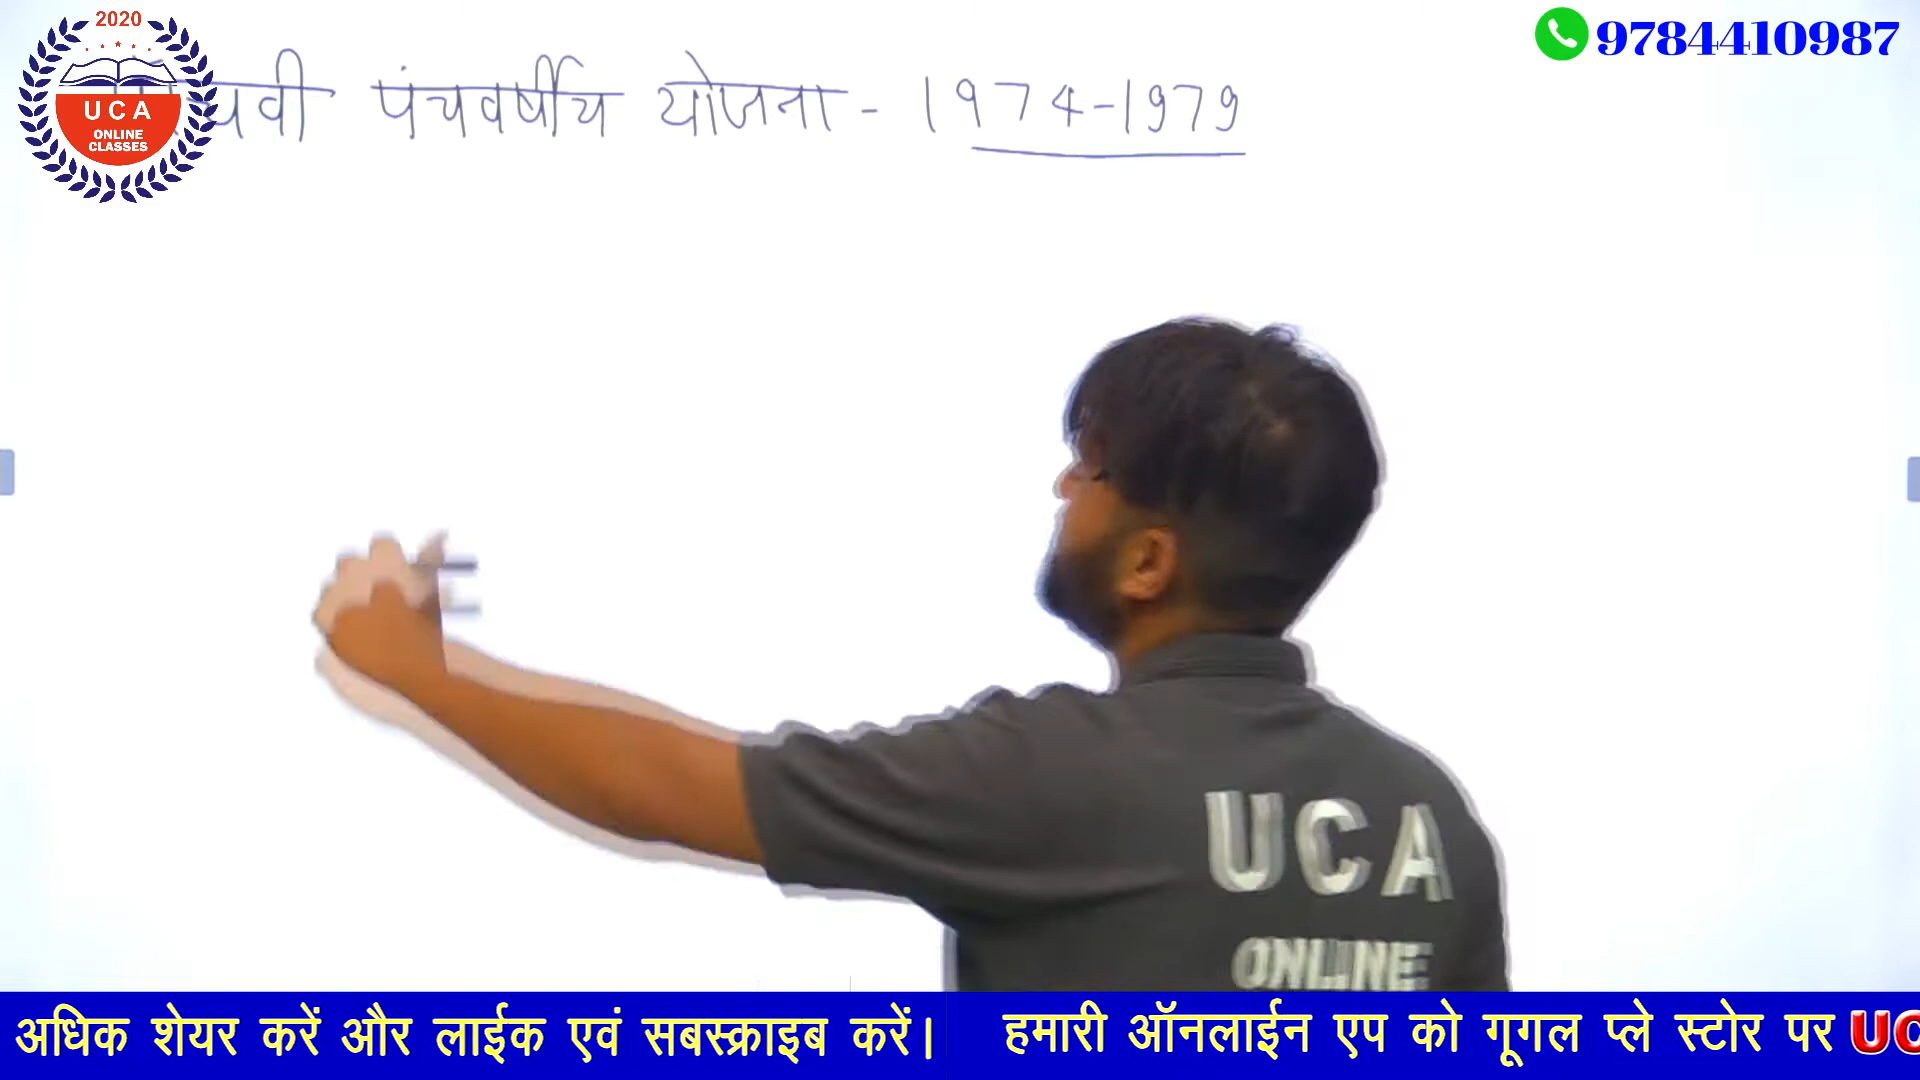 2020
UCA
ONLINE
CLASSES
9784410987
पंचवर्षीय योजना - 1974-1979
UCA
ONLINE
अधिक शेयर करें और लाईक एवं सबस्क्राइब करें। हमारी ऑनलाईन एप को गूगल प्ले स्टोर पर